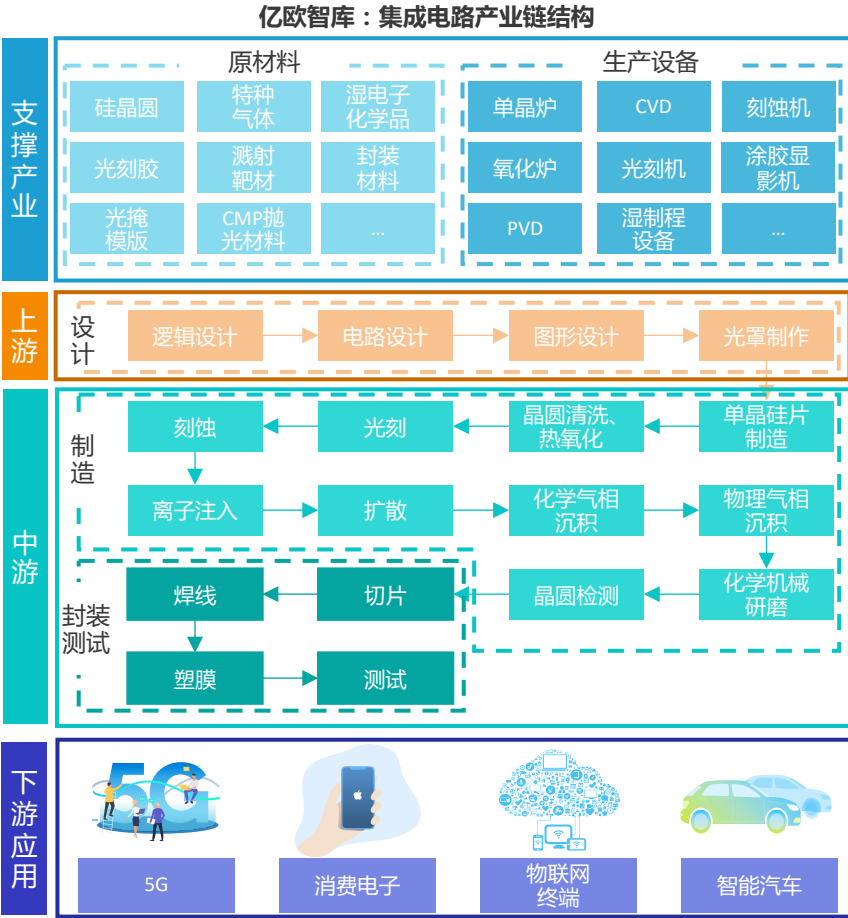 亿欧智库：集成电路产业链结构
支撑产业
原材料
硅晶圆
特种
气体
湿电子
化学品
光刻胶
溅射
靶材
封装
材料
光掩
模版
CMP抛
光材料
...
生产设备
单晶炉
CVD
刻蚀机
氧化炉
光刻机
涂胶显
影机
PVD
湿制程
设备
...
上游
设计
逻辑设计
电路设计
图形设计
光罩制作
中游
制造
刻蚀
光刻
晶圆清洗、
热氧化
单晶硅片
制造
离子注入
扩散
化学气相
沉积
物理气相
沉积
封装
测试
焊线
切片
晶圆检测
化学机械
研磨
塑膜
测试
下游应用
5G
5G
消费电子
物联网
终端
智能汽车